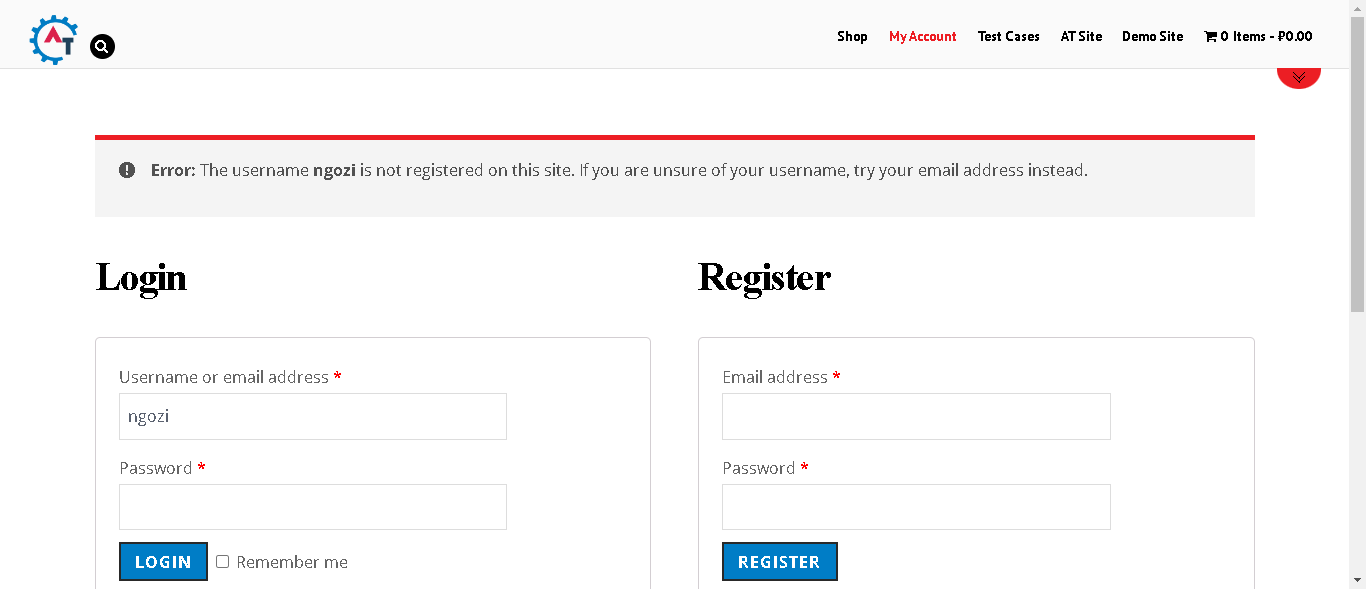 AT
Shop My Account Test Cases AT Site Demo Site 0 Items - ₽0.00
Error: The username ngozi is not registered on this site. If you are unsure of your username, try your email address instead.
Login
Register
Username or email address *
ngozi
Password *
LOGIN Remember me
Email address *
Password *
REGISTER